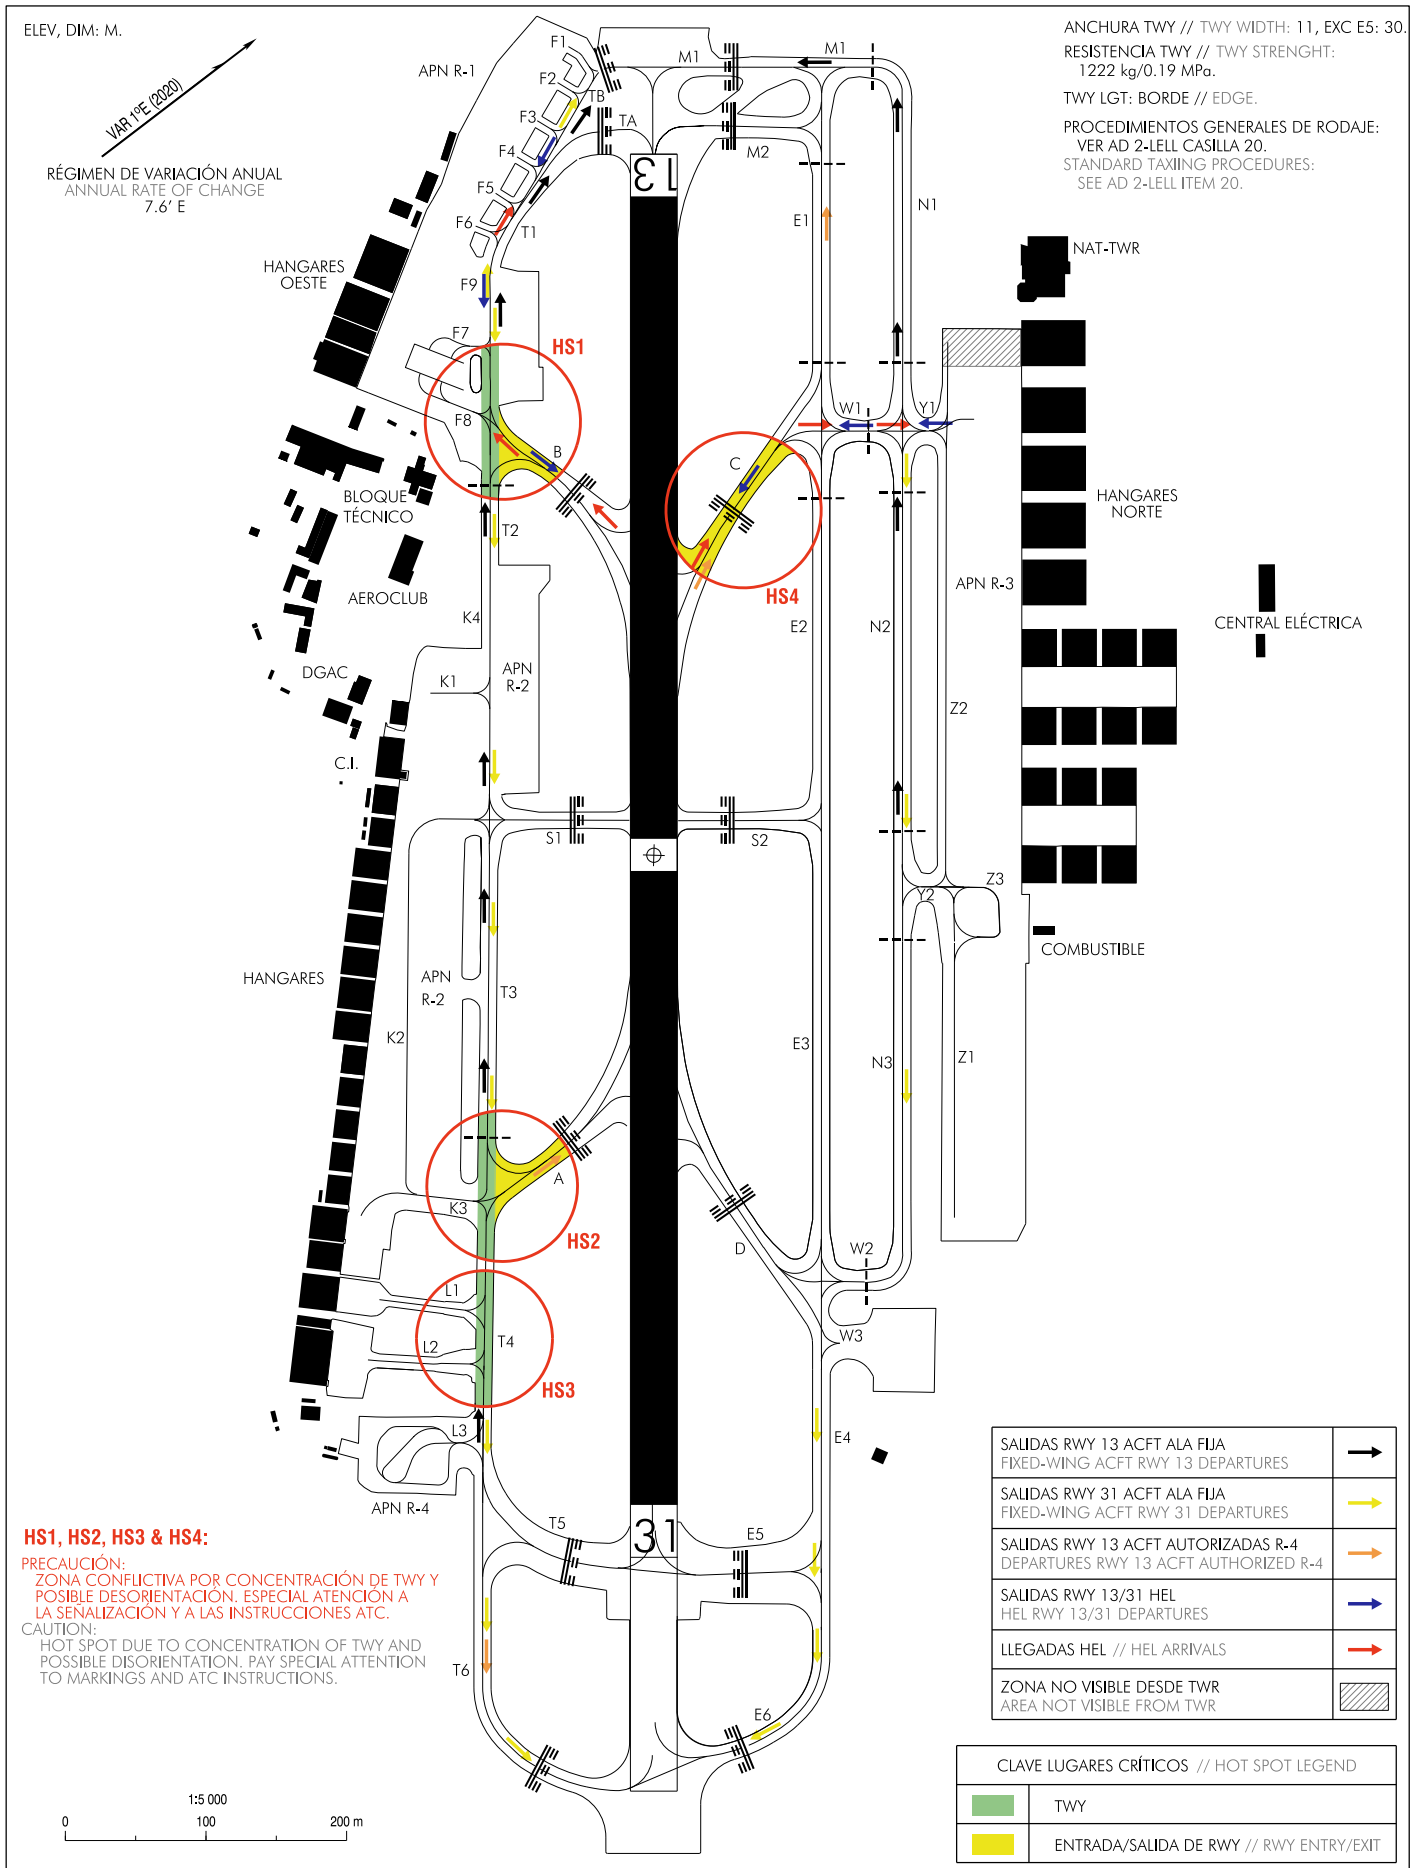 ELEV, DIM: M.
VAR 1ºE (2020)
RÉGIMEN DE VARIACIÓN ANUAL
ANNUAL RATE OF CHANGE
7.6' E
ANCHURA TWY // TWY WIDTH: 11, EXC E5: 30.
RESISTENCIA TWY // TWY STRENGHT:
1222 kg/0.19 MPa.
TWY LGT: BORDE // EDGE.
PROCEDIMIENTOS GENERALES DE RODAJE:
VER AD 2-LELL CASILLA 20.
STANDARD TAXIING PROCEDURES:
SEE AD 2-LELL ITEM 20.
APN R-1
F1
F2
F3
F4
F5
F6
TB
TA
T1
M1
M1
M2
13
E1
N1
NAT-TWR
HANGARES
OESTE
F9
F7
HS1
F8
B
W1
Y1
C
HS4
BLOQUE
TÉCNICO
T2
AEROCLUB
HANGARES
NORTE
APN R-3
CENTRAL ELÉCTRICA
K4
E2
N2
DGAC
K1
APN
R-2
Z2
C.I.
S1
S2
Z3
Y2
COMBUSTIBLE
HANGARES
APN
R-2
T3
K2
E3
N3
Z1
A
K3
HS2
D
W2
L1
L2
T4
W3
HS3
L3
E4
APN R-4
T5
31
E5
T6
E6
HS1, HS2, HS3 & HS4:
PRECAUCIÓN:
ZONA CONFLICTIVA POR CONCENTRACIÓN DE TWY Y
POSIBLE DESORIENTACIÓN. ESPECIAL ATENCIÓN A
LA SEÑALIZACIÓN Y A LAS INSTRUCCIONES ATC.
CAUTION:
HOT SPOT DUE TO CONCENTRATION OF TWY AND
POSSIBLE DISORIENTATION. PAY SPECIAL ATTENTION
TO MARKINGS AND ATC INSTRUCTIONS.
1:5 000
0 100 200 m
SALIDAS RWY 13 ACFT ALA FIJA
FIXED-WING ACFT RWY 13 DEPARTURES
SALIDAS RWY 31 ACFT ALA FIJA
FIXED-WING ACFT RWY 31 DEPARTURES
SALIDAS RWY 13 ACFT AUTORIZADAS R-4
DEPARTURES RWY 13 ACFT AUTHORIZED R-4
SALIDAS RWY 13/31 HEL
HEL RWY 13/31 DEPARTURES
LLEGADAS HEL // HEL ARRIVALS
ZONA NO VISIBLE DESDE TWR
AREA NOT VISIBLE FROM TWR
CLAVE LUGARES CRÍTICOS // HOT SPOT LEGEND
TWY
ENTRADA/SALIDA DE RWY // RWY ENTRY/EXIT